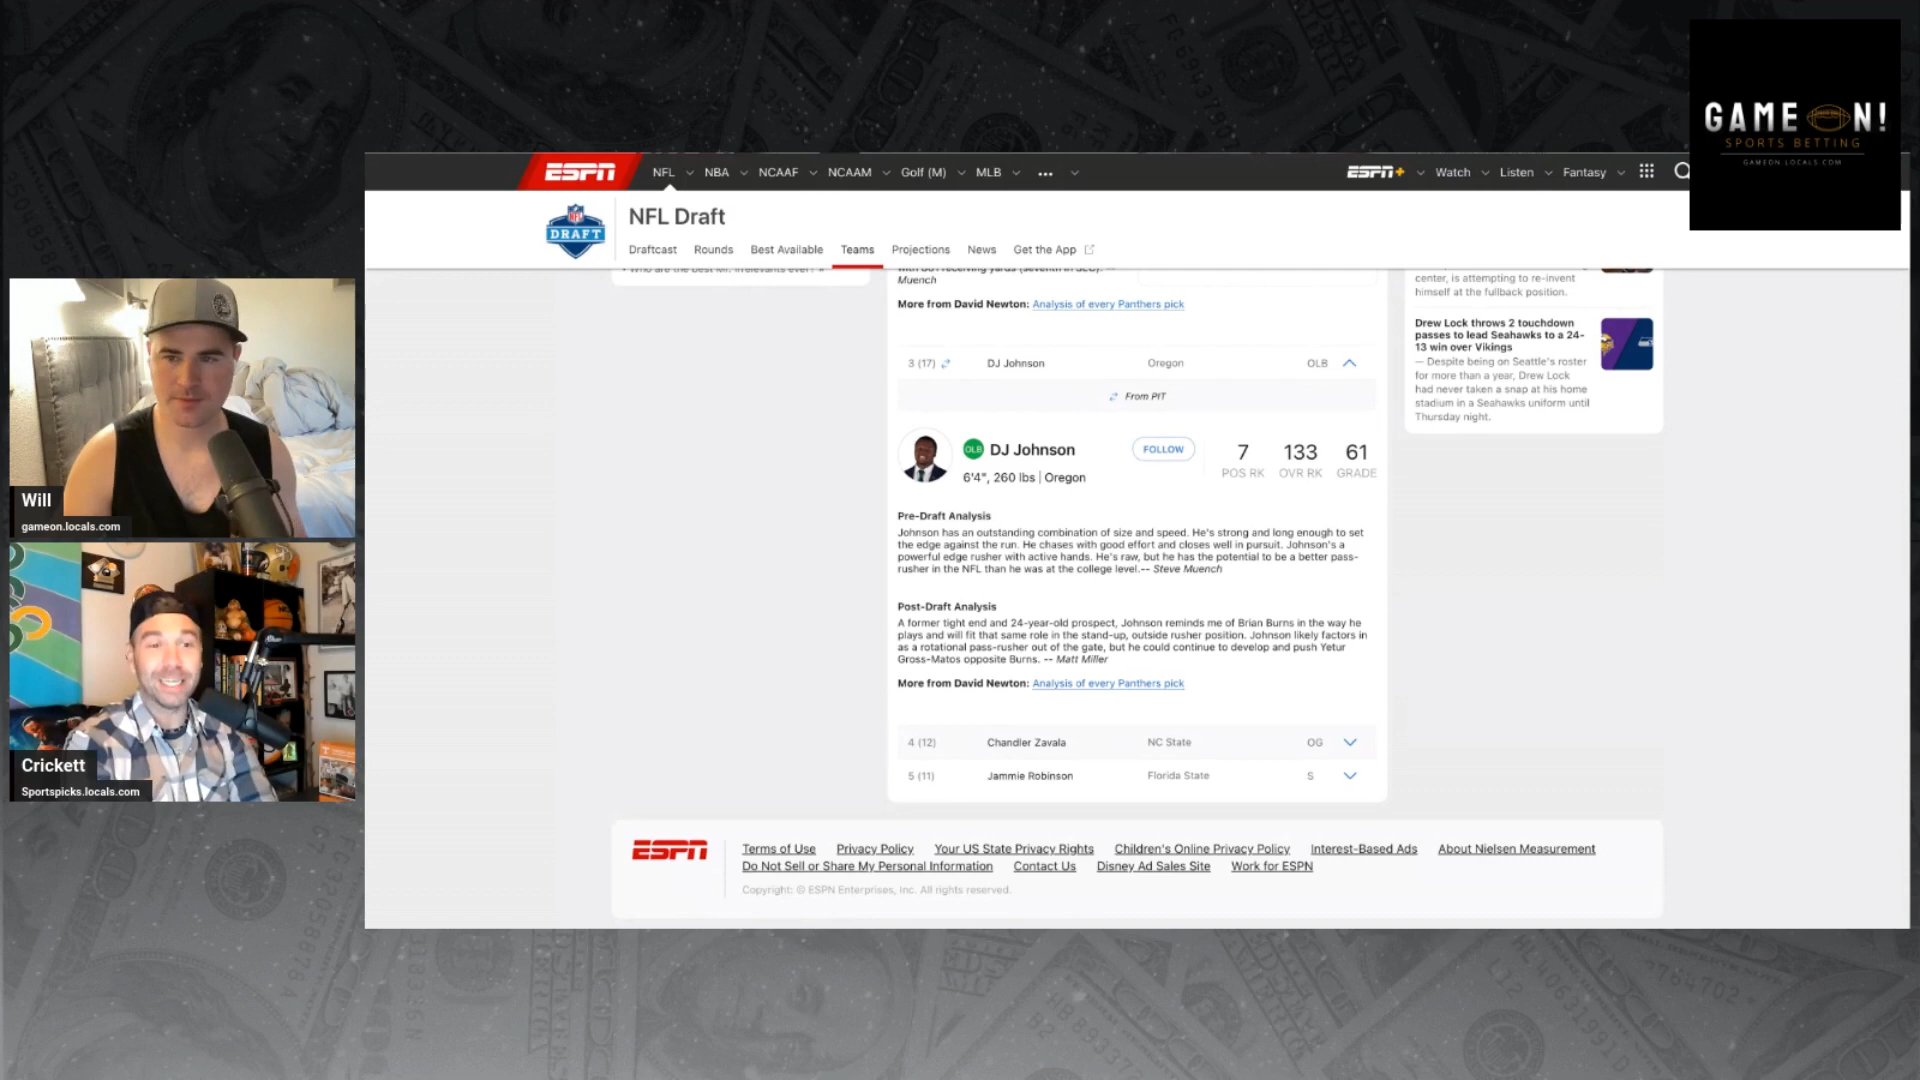 GAME ON!
SPORTS BETTING
GAMEON.LOCALS.COM
ESPN
NFL
NBA
NCAAF
NCAAM
Golf (M)
MLB
ESPN+
Watch
Listen
Fantasy
NFL
DRAFT
NFL Draft
Draftcast
Rounds
Best Available
Teams
Projections
News
Get the App
Muench
More from David Newton: Analysis of every Panthers pick
3 (17)
DJ Johnson
Oregon
OLB
From PIT
OLB DJ Johnson
6'4", 260 lbs | Oregon
FOLLOW
7
POS RK
133
OVR RK
61
GRADE
Pre-Draft Analysis
Johnson has an outstanding combination of size and speed. He's strong and long enough to set
the edge against the run. He chases with good effort and closes well in pursuit. Johnson's a
powerful edge rusher with active hands. He's raw, but he has the potential to be a better pass-
rusher in the NFL than he was at the college level.-- Steve Muench
Post-Draft Analysis
A former tight end and 24-year-old prospect, Johnson reminds me of Brian Burns in the way he
plays and will fit that same role in the stand-up, outside rusher position. Johnson likely factors in
as a rotational pass-rusher out of the gate, but he could continue to develop and push Yetur
Gross-Matos opposite Burns. -- Matt Miller
More from David Newton: Analysis of every Panthers pick
4 (12)
Chandler Zavala
NC State
OG
5 (11)
Jammie Robinson
Florida State
S
center, is attempting to re-invent
himself at the fullback position.
Drew Lock throws 2 touchdown
passes to lead Seahawks to a 24-
13 win over Vikings
— Despite being on Seattle's roster
for more than a year, Drew Lock
had never taken a snap at his home
stadium in a Seahawks uniform until
Thursday night.
Will
gameon.locals.com
Crickett
Sportspicks.locals.com
ESPN
Terms of Use
Privacy Policy
Your US State Privacy Rights
Children's Online Privacy Policy
Interest-Based Ads
About Nielsen Measurement
Do Not Sell or Share My Personal Information
Contact Us
Disney Ad Sales Site
Work for ESPN
Copyright: © ESPN Enterprises, Inc. All rights reserved.